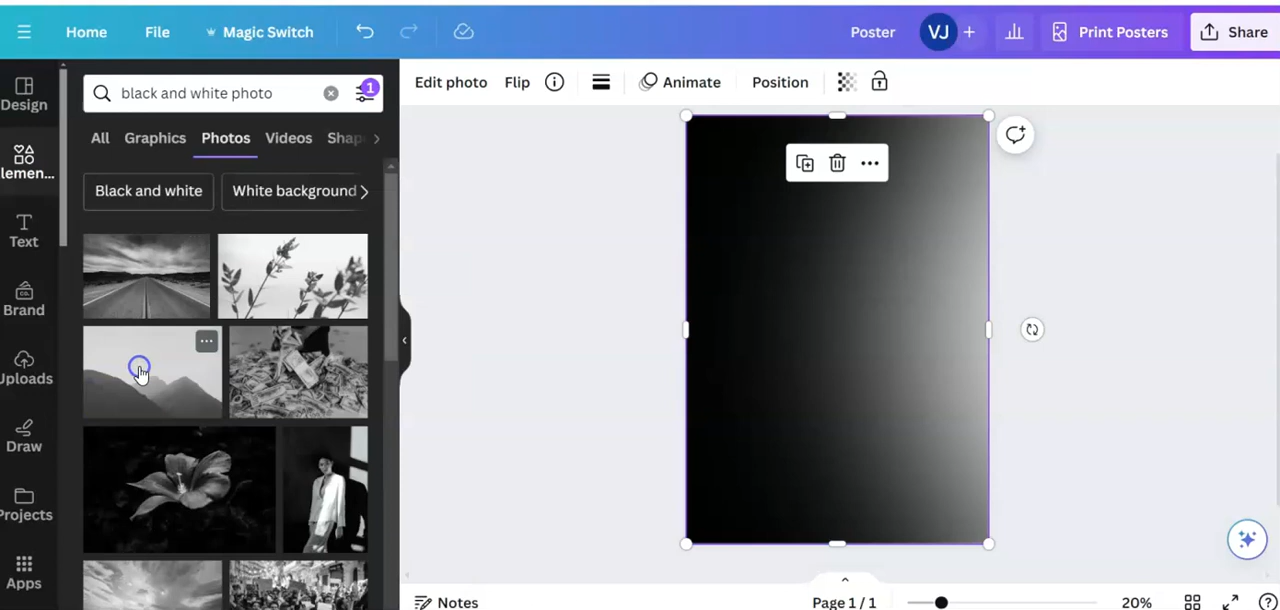 Home File Magic Switch Poster VJ + Print Posters Share
Design
lemen...
Text
Brand
Uploads
Draw
Projects
Apps
black and white photo 1
All Graphics Photos Videos Shap
Black and white White background
Edit photo Flip Animate Position
Notes Page 1 / 1 20%